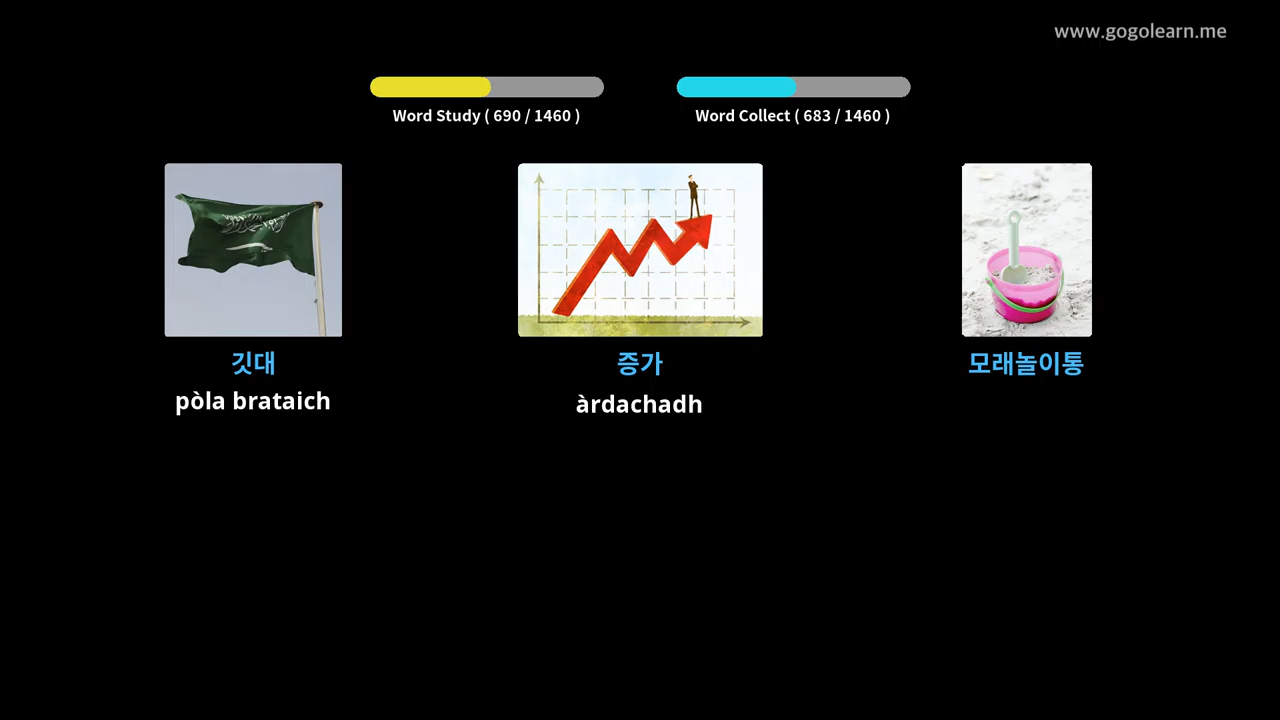 www.gogolearn.me
Word Study ( 690 / 1460 )
Word Collect ( 683 / 1460 )
깃대
pòla brataich
증가
àrdachadh
모래놀이통